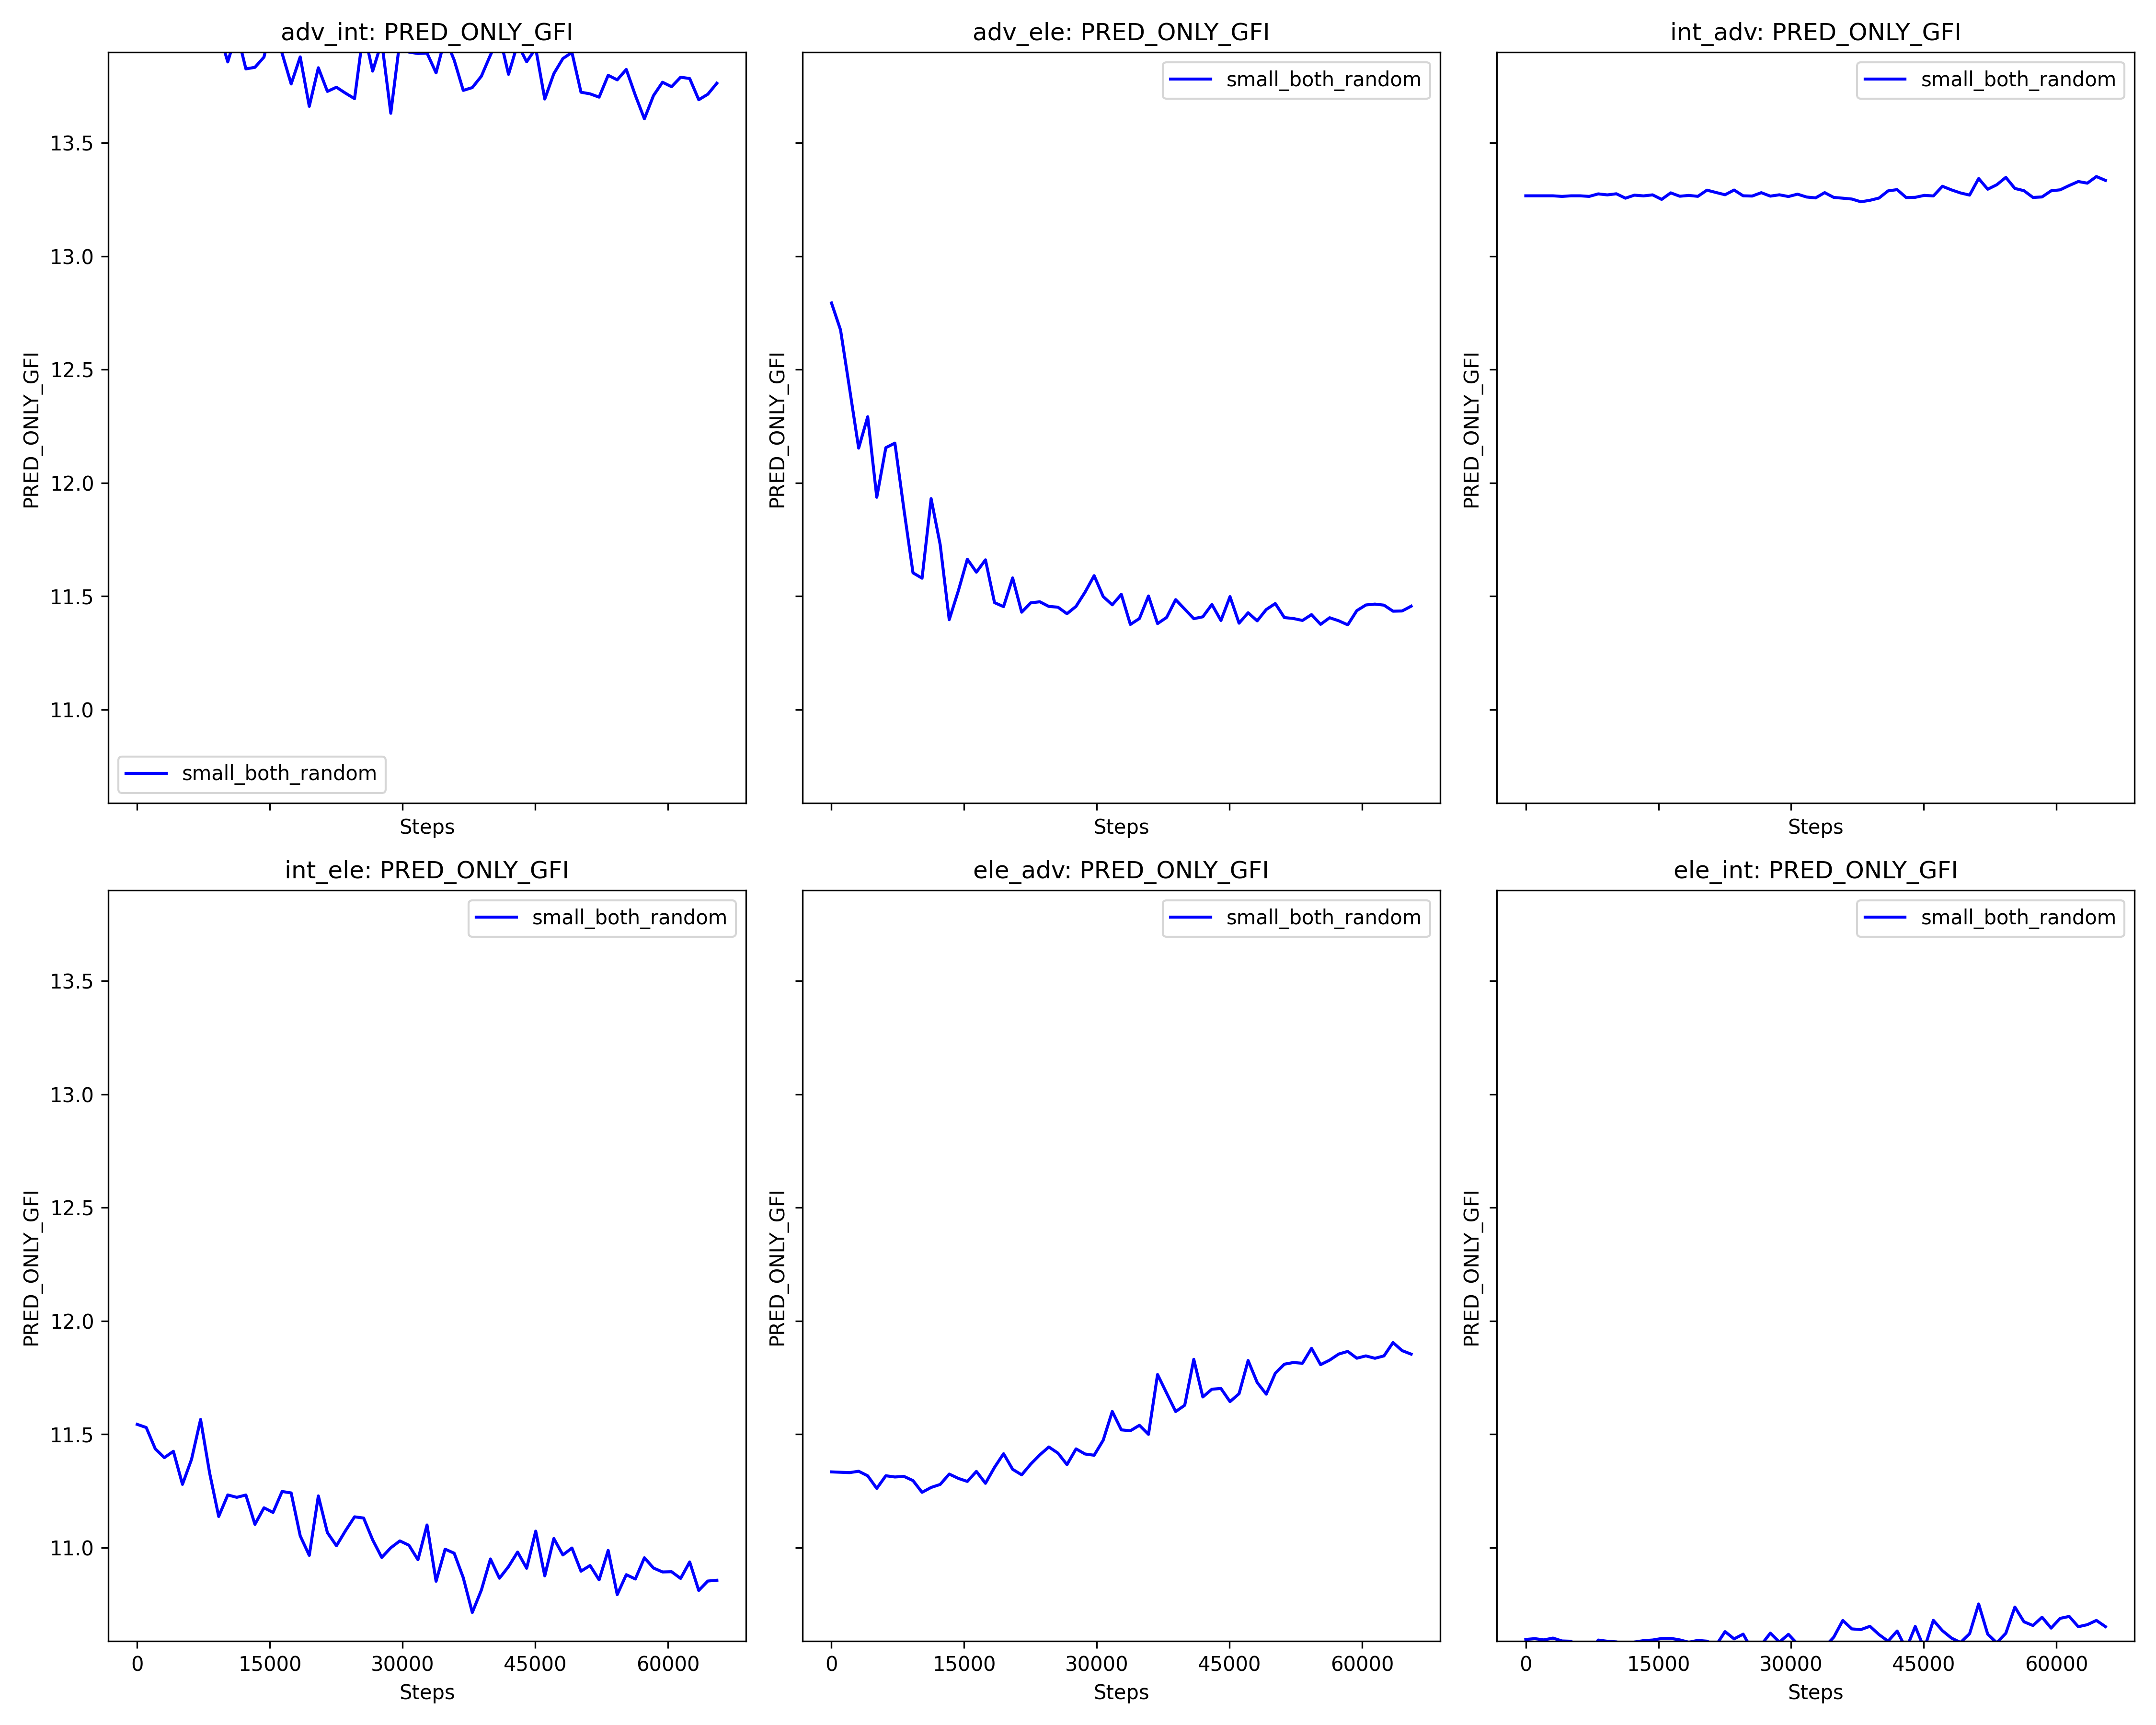 adv_int: PRED_ONLY_GFI
adv_ele: PRED_ONLY_GFI
int_adv: PRED_ONLY_GFI
PRED_ONLY_GFI
13.5
13.0
12.5
12.0
11.5
11.0
small_both_random
Steps
PRED_ONLY_GFI
small_both_random
Steps
PRED_ONLY_GFI
small_both_random
Steps
int_ele: PRED_ONLY_GFI
ele_adv: PRED_ONLY_GFI
ele_int: PRED_ONLY_GFI
PRED_ONLY_GFI
13.5
13.0
12.5
12.0
11.5
11.0
small_both_random
0 15000 30000 45000 60000
Steps
PRED_ONLY_GFI
small_both_random
0 15000 30000 45000 60000
Steps
PRED_ONLY_GFI
small_both_random
0 15000 30000 45000 60000
Steps